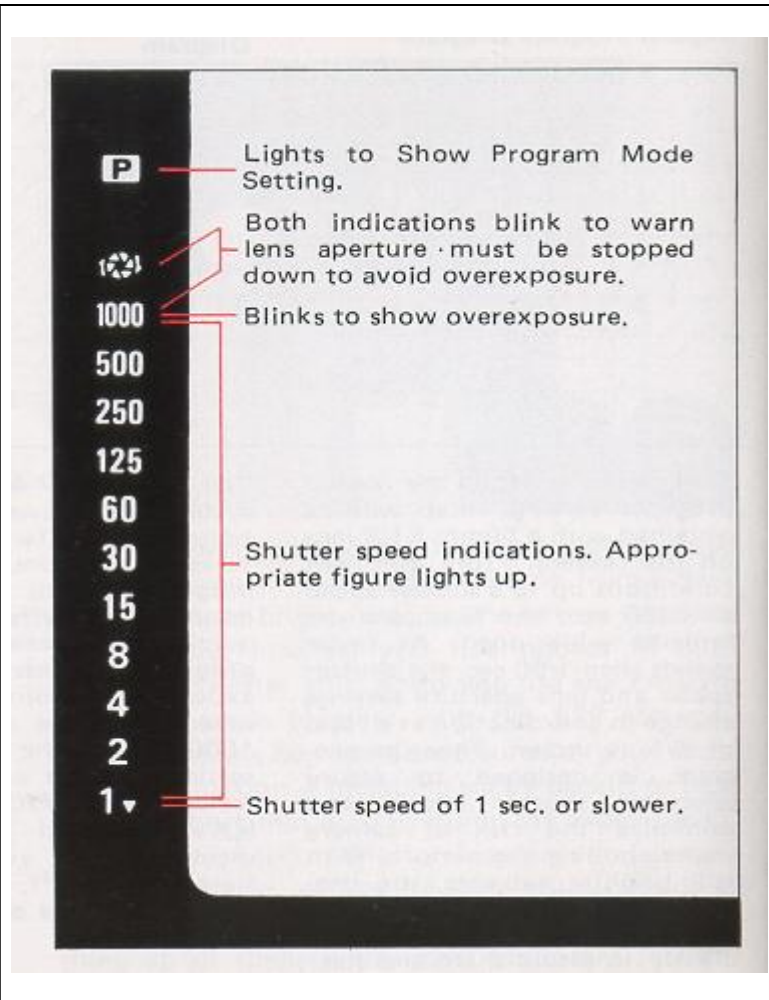 P
Lights to Show Program Mode
Setting.
Both indications blink to warn
lens aperture · must be stopped
down to avoid overexposure.
1000
Blinks to show overexposure.
500
250
125
60
30
Shutter speed indications. Appro-
priate figure lights up.
15
8
4
2
1
Shutter speed of 1 sec. or slower.